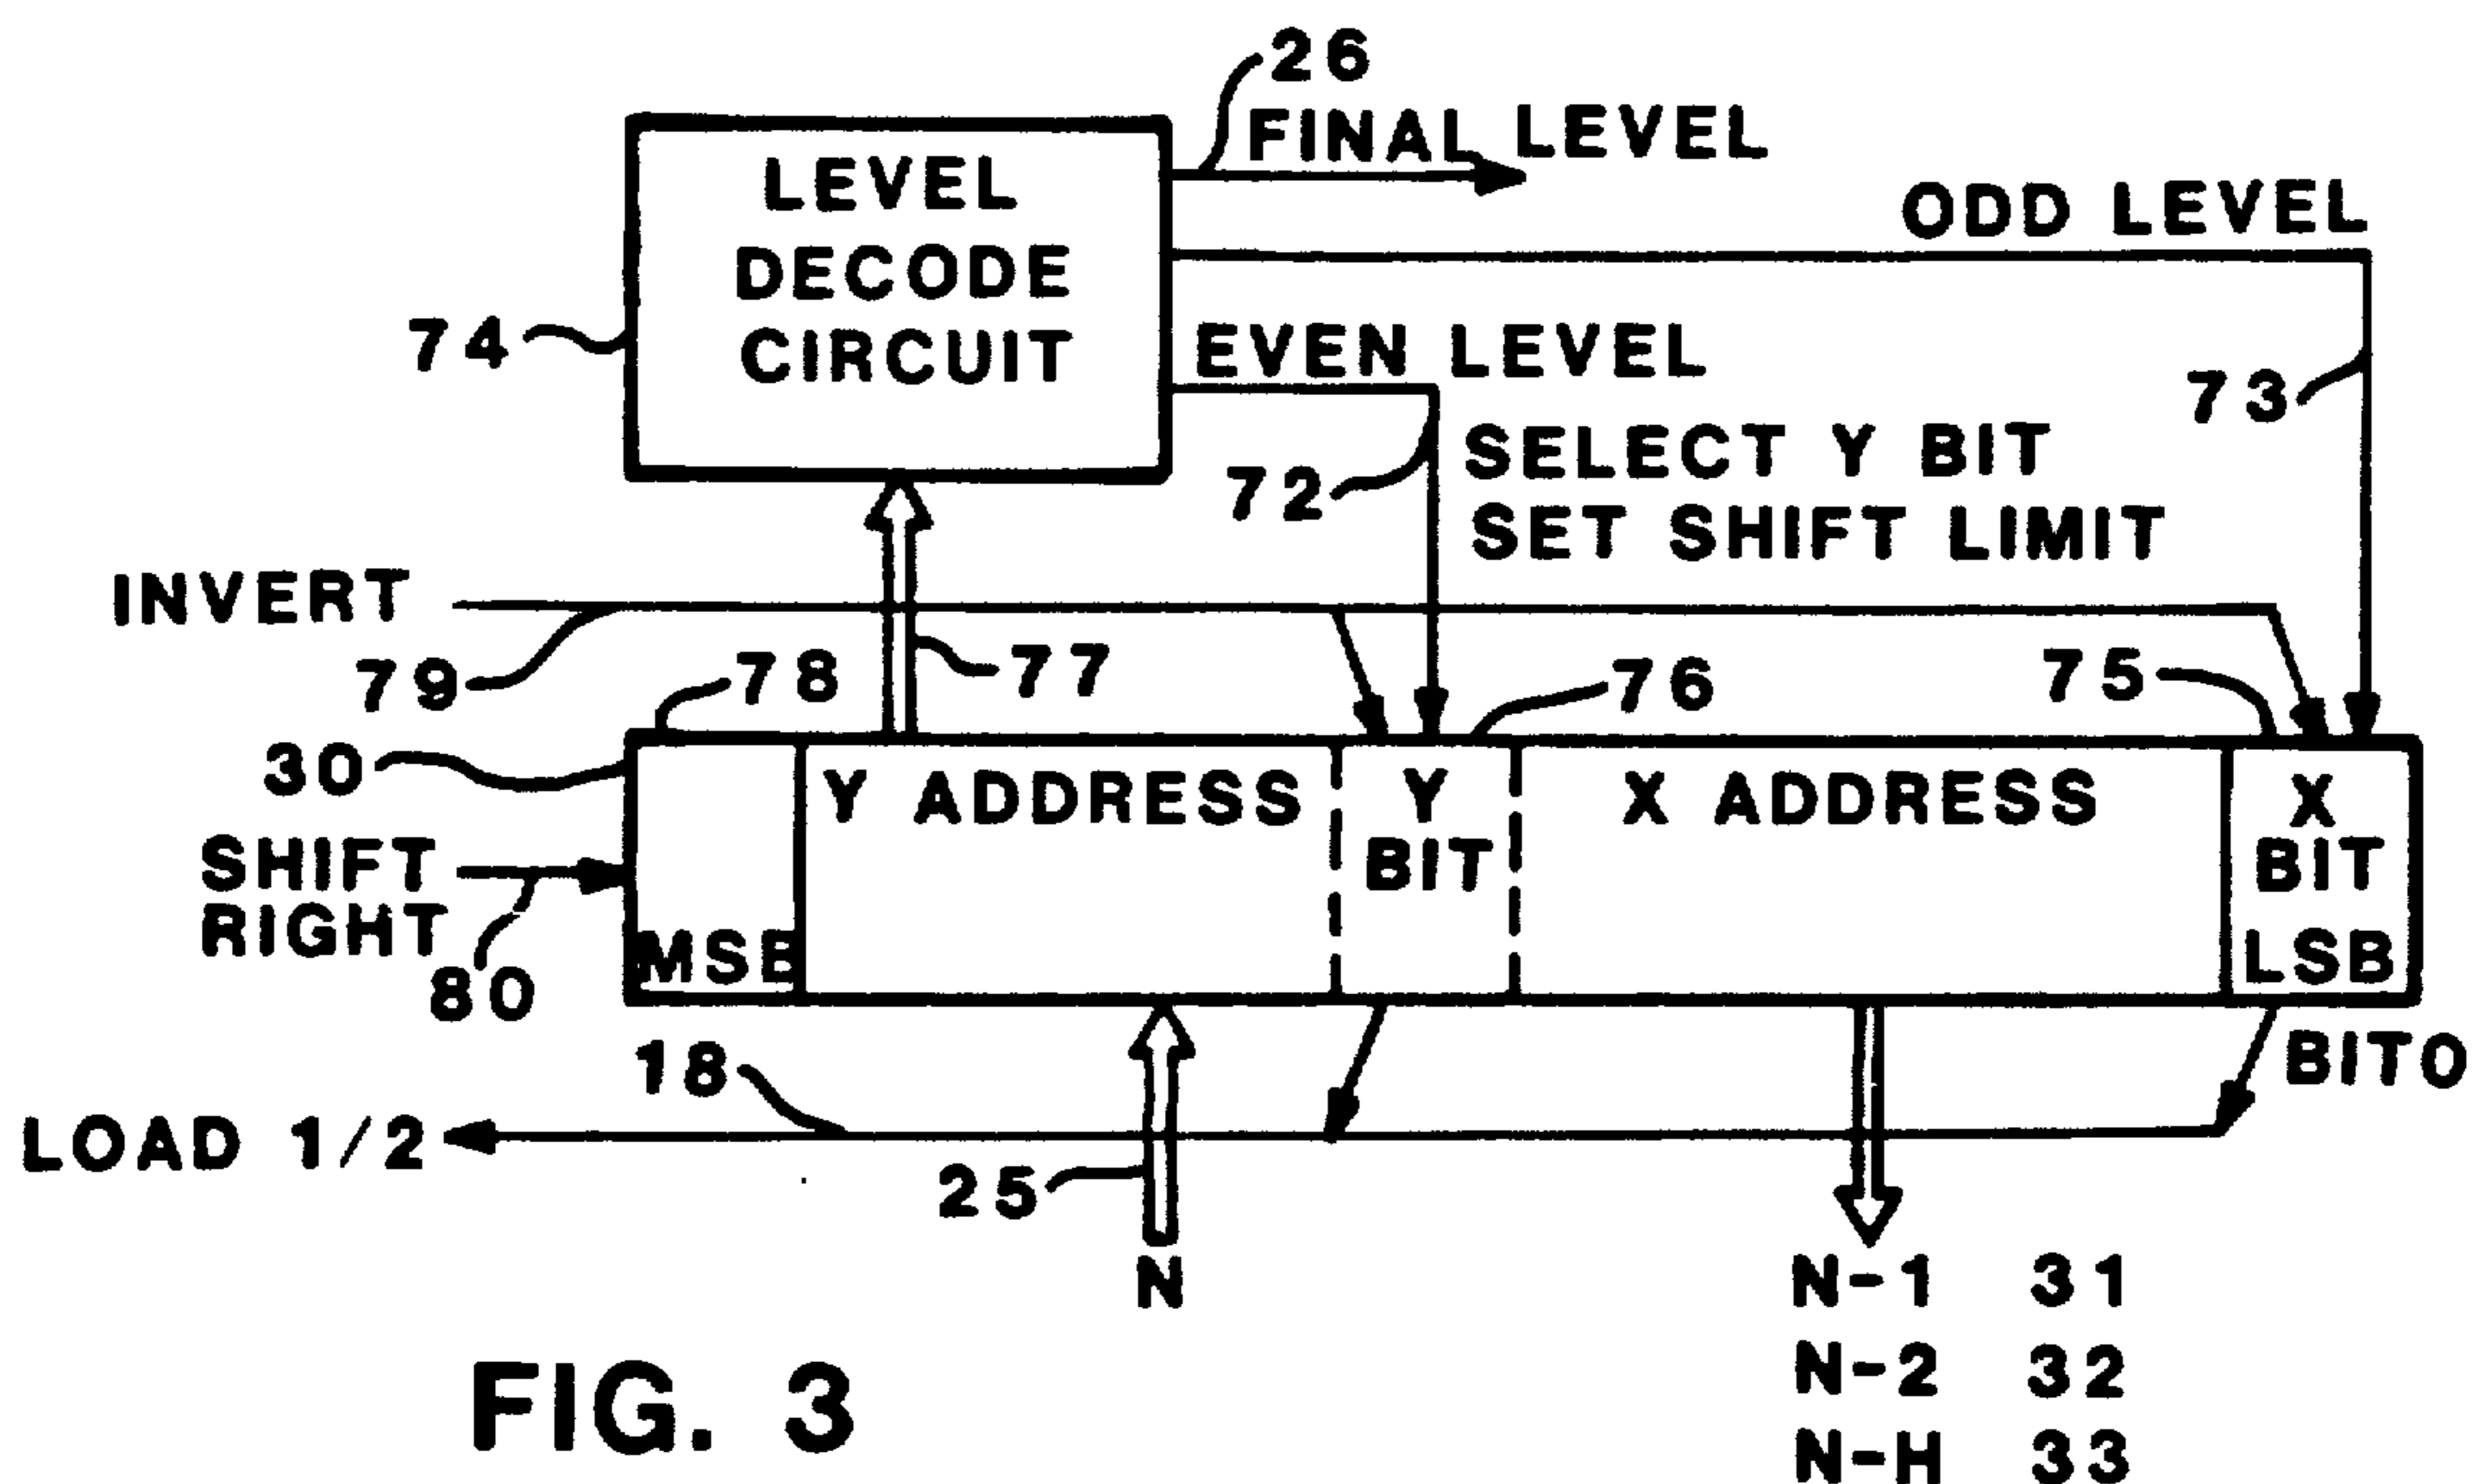 26
FINAL LEVEL
LEVEL
DECODE
CIRCUIT
ODD LEVEL
74
EVEN LEVEL
73
72
SELECT Y BIT
SET SHIFT LIMIT
INVERT
79
78
77
76
75
30
Y ADDRESS
Y
BIT
X ADDRESS
X
BIT
LSB
SHIFT
RIGHT
MSB
80
18
BIT0
LOAD 1/2
25
N
N-1 31
N-2 32
N-H 33
FIG. 3